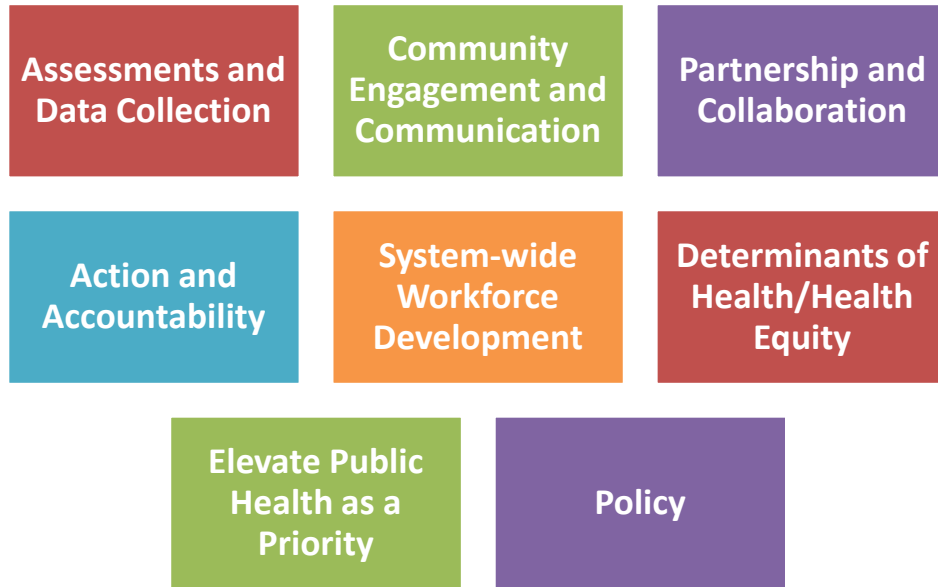 Assessments and
Data Collection
Community
Engagement and
Communication
Partnership and
Collaboration
Action and
Accountability
System-wide
Workforce
Development
Determinants of
Health/Health
Equity
Elevate Public
Health as a
Priority
Policy